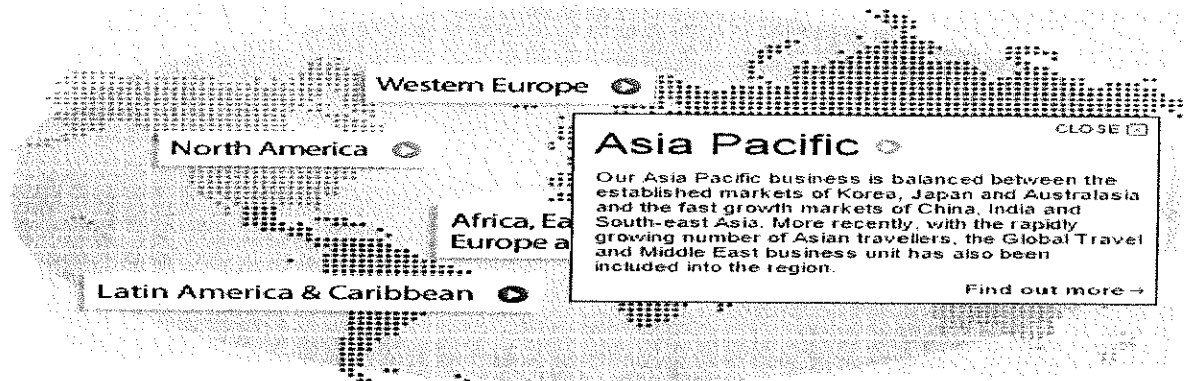 Western Europe
North America
Africa, Ea
Europe a
Latin America & Caribbean
CLOSE
Asia Pacific
Our Asia Pacific business is balanced between the
established markets of Korea, Japan and Australasia
and the fast growth markets of China, India and
South-east Asia. More recently, with the rapidly
growing number of Asian travellers, the Global Travel
and Middle East business unit has also been
included into the region.
Find out more→